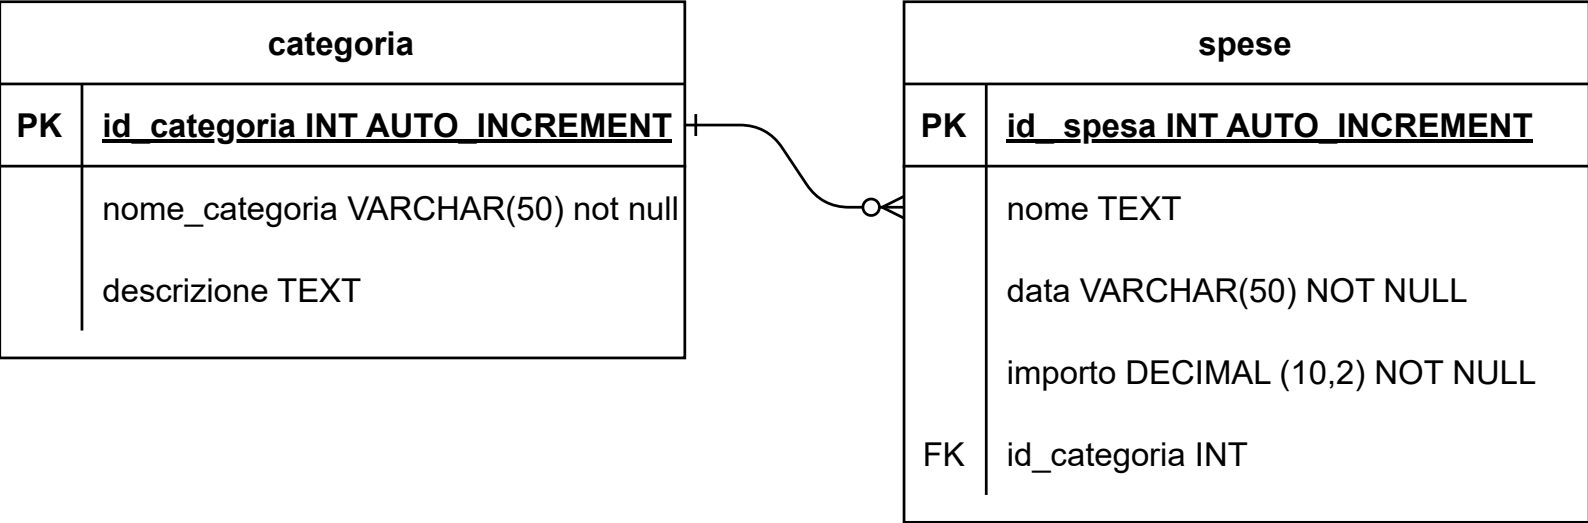 categoria
PK id_categoria INT AUTO_INCREMENT
nome_categoria VARCHAR(50) not null
descrizione TEXT
spese
PK id_ spesa INT AUTO_INCREMENT
nome TEXT
data VARCHAR(50) NOT NULL
importo DECIMAL (10,2) NOT NULL
FK id_categoria INT